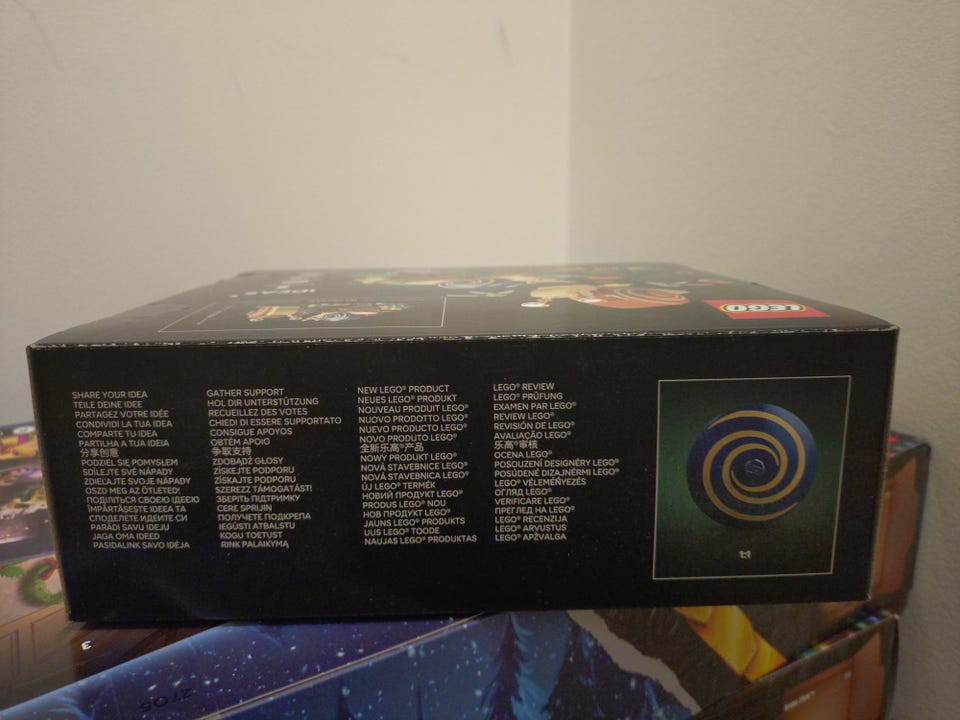 LEGO
SHARE YOUR IDEA
TEILE DEINE IDEE
PARTAGEZ VOTRE IDÉE
CONDIVIDI LA TUA IDEA
COMPARTE TU IDEA
PARTILHA A TUA IDEIA
分享创意
PODZIEL SIĘ POMYSŁEM
SDÍLEJTE SVÉ NÁPADY
ZDIEĽAJTE SVOJE NÁPADY
OSZD MEG AZ ÖTLETED!
ПОДІЛІТЬСЯ СВОЄЮ ІДЕЄЮ
ÎMPĂRTĂȘEȘTE IDEEA TA
СПОДЕЛЕТЕ ИДЕИТЕ СИ
PARĀDI SAVU IDEJU
JAGA OMA IDEED
PASIDALINK SAVO IDĖJA
GATHER SUPPORT
HOL DIR UNTERSTÜTZUNG
RECUEILLEZ DES VOTES
CHIEDI DI ESSERE SUPPORTATO
CONSIGUE APOYOS
OBTÉM APOIO
争取支持
ZDOBĄDŹ GŁOSY
ZÍSKEJTE PODPORU
ZÍSKAJTE PODPORU
SZEREZZ TÁMOGATÁST!
ЗБЕРІТЬ ПІДТРИМКУ
CERE SPRIJIN
ПОЛУЧЕТЕ ПОДКРЕПА
IEGŪSTI ATBALSTU
KOGU TOETUST
RINK PALAIKYMĄ
NEW LEGO® PRODUCT
NEUES LEGO® PRODUKT
NOUVEAU PRODUIT LEGO®
NUOVO PRODOTTO LEGO®
NUEVO PRODUCTO LEGO®
NOVO PRODUTO LEGO®
全新乐高®产品
NOWY PRODUKT LEGO®
NOVÁ STAVEBNICE LEGO®
NOVÁ STAVEBNICA LEGO®
ÚJ LEGO® TERMÉK
НОВИЙ ПРОДУКТ LEGO®
PRODUS LEGO® NOU
НОВ ПРОДУКТ LEGO®
JAUNS LEGO® PRODUKTS
UUS LEGO® TOODE
NAUJAS LEGO® PRODUKTAS
LEGO® REVIEW
LEGO® PRÜFUNG
EXAMEN PAR LEGO®
REVIEW LEGO®
REVISIÓN DE LEGO®
AVALIAÇÃO LEGO®
乐高®审核
OCENA LEGO®
POSOUZENÍ DESIGNÉRY LEGO®
POSÚDENIE DIZAJNÉRMI LEGO®
LEGO® VÉLEMÉNYEZÉS
ОГЛЯД LEGO®
VERIFICARE LEGO®
ПРЕГЛЕД НА LEGO®
LEGO® RECENZIJA
LEGO® ARVUSTUS
LEGO® APŽVALGA
1:1
3